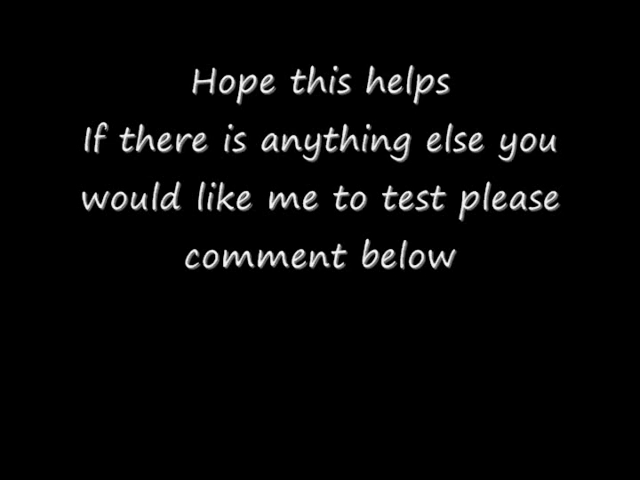 Hope this helps
If there is anything else you
would like me to test please
comment below